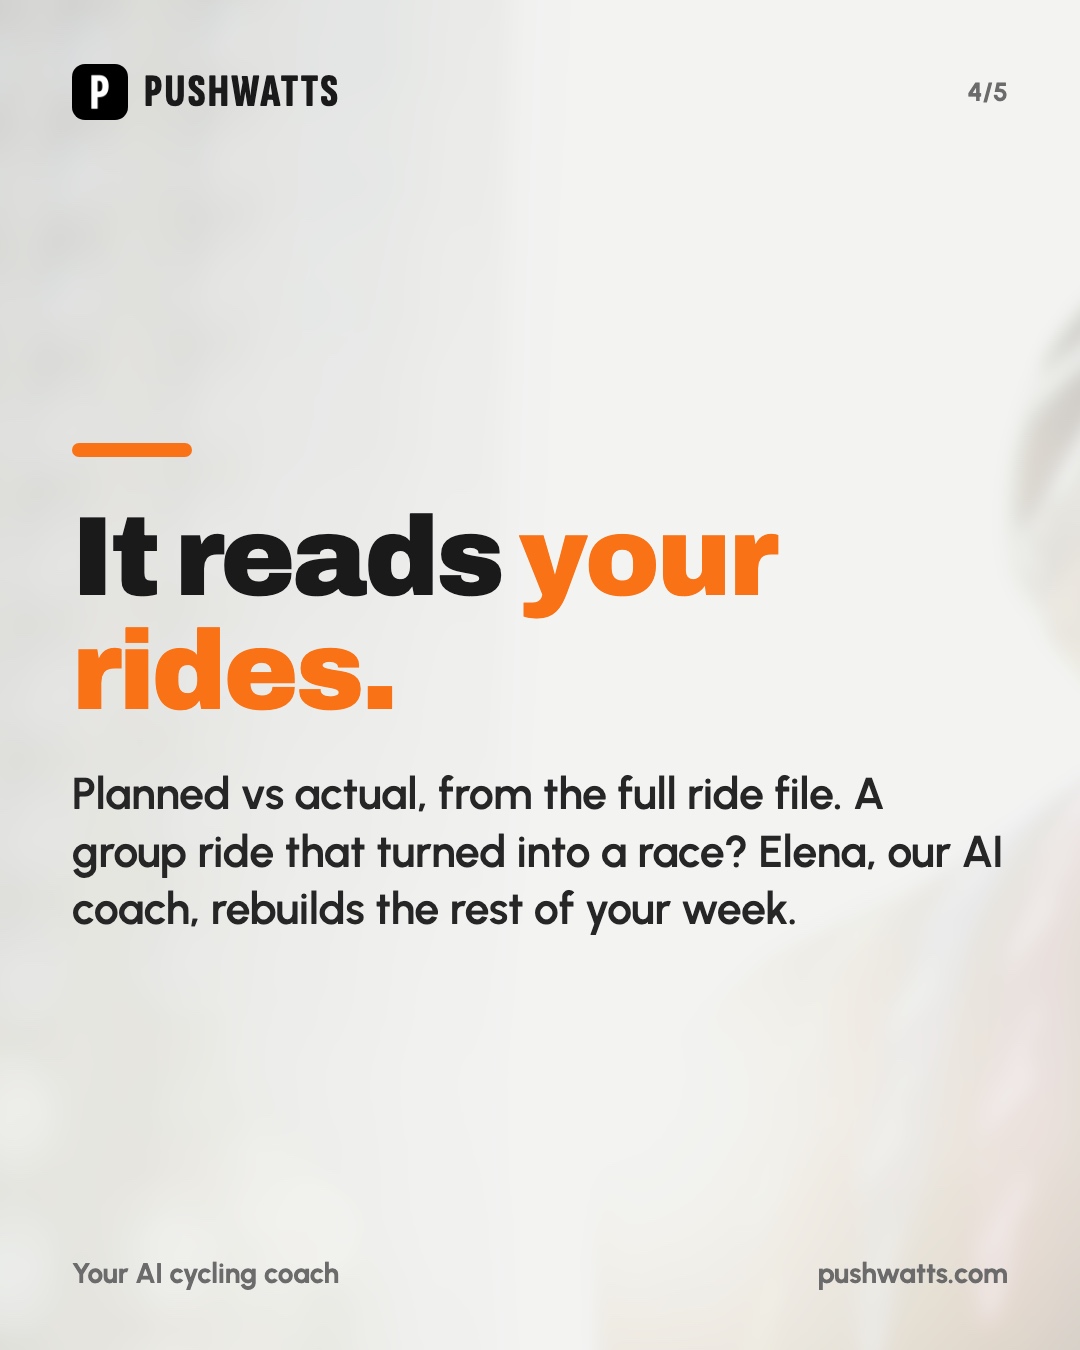 P PUSHWATTS
4/5
It reads your
rides.
Planned vs actual, from the full ride file. A
group ride that turned into a race? Elena, our AI
coach, rebuilds the rest of your week.
Your AI cycling coach
pushwatts.com